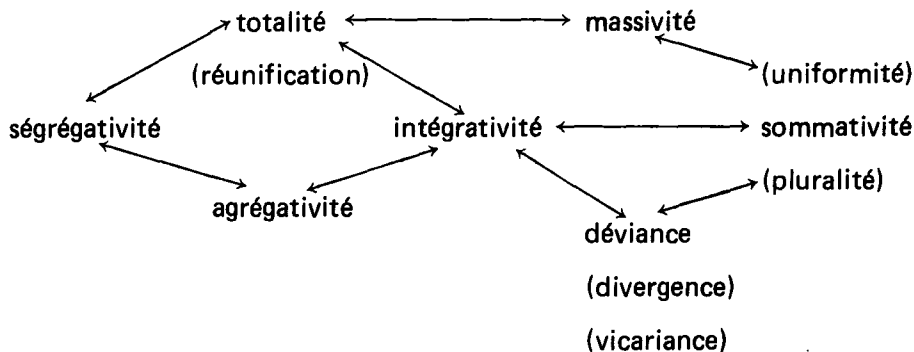 totalité massivité
(réunification) (uniformité)
ségrégativité intégrativité sommativité
(pluralité)
agrégativité
déviance
(divergence)
(vicariance)